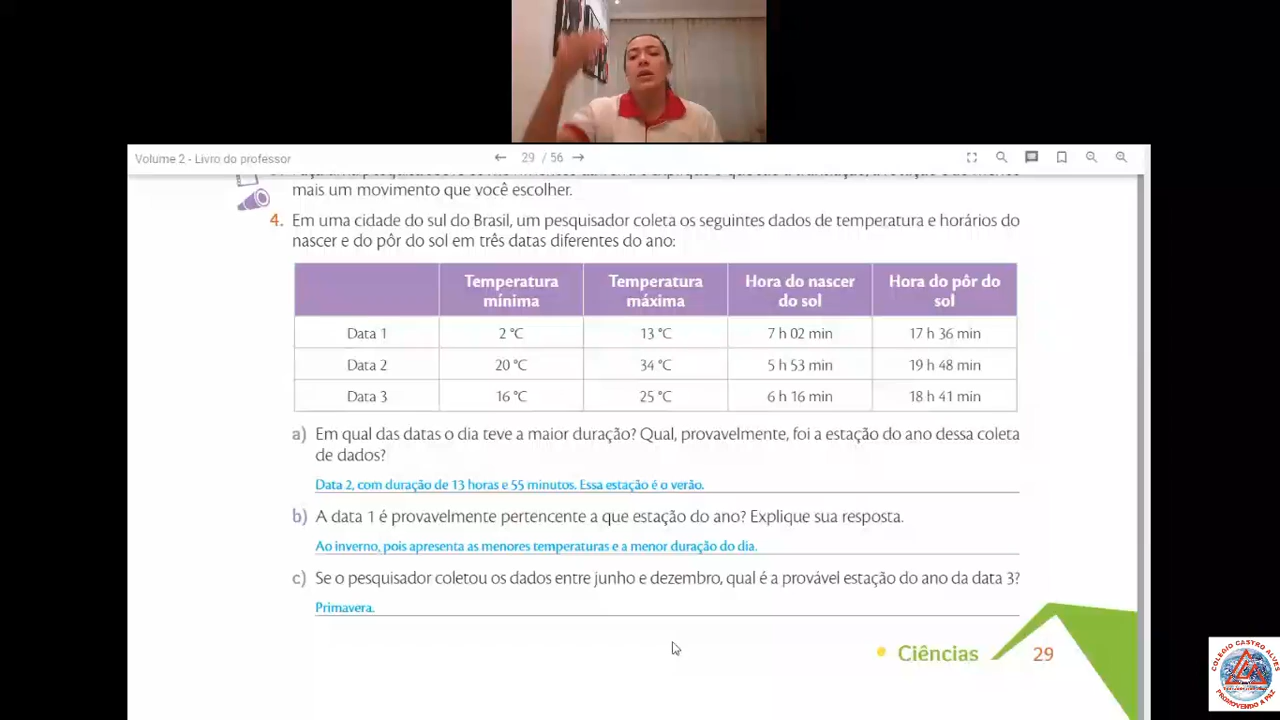 Volume 2 - Livro do professor
29 / 56
mais um movimento que você escolher.
4. Em uma cidade do sul do Brasil, um pesquisador coleta os seguintes dados de temperatura e horários do
nascer e do pôr do sol em três datas diferentes do ano:
Temperatura mínima Temperatura máxima Hora do nascer do sol Hora do pôr do sol
Data 1 2 °C 13 °C 7 h 02 min 17 h 36 min
Data 2 20 °C 34 °C 5 h 53 min 19 h 48 min
Data 3 16 °C 25 °C 6 h 16 min 18 h 41 min
a) Em qual das datas o dia teve a maior duração? Qual, provavelmente, foi a estação do ano dessa coleta
de dados?
Data 2, com duração de 13 horas e 55 minutos. Essa estação é o verão.
b) A data 1 é provavelmente pertencente a que estação do ano? Explique sua resposta.
Ao inverno, pois apresenta as menores temperaturas e a menor duração do dia.
c) Se o pesquisador coletou os dados entre junho e dezembro, qual é a provável estação do ano da data 3?
Primavera.
Ciências 29
COLÉGIO CASTRO ALVES
PROMOVENDO A PAZ